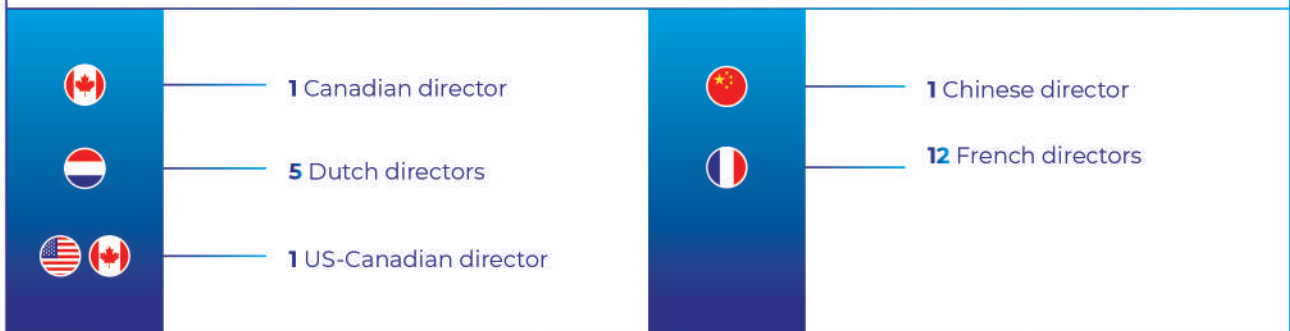 1 Canadian director
5 Dutch directors
1 US-Canadian director
1 Chinese director
12 French directors